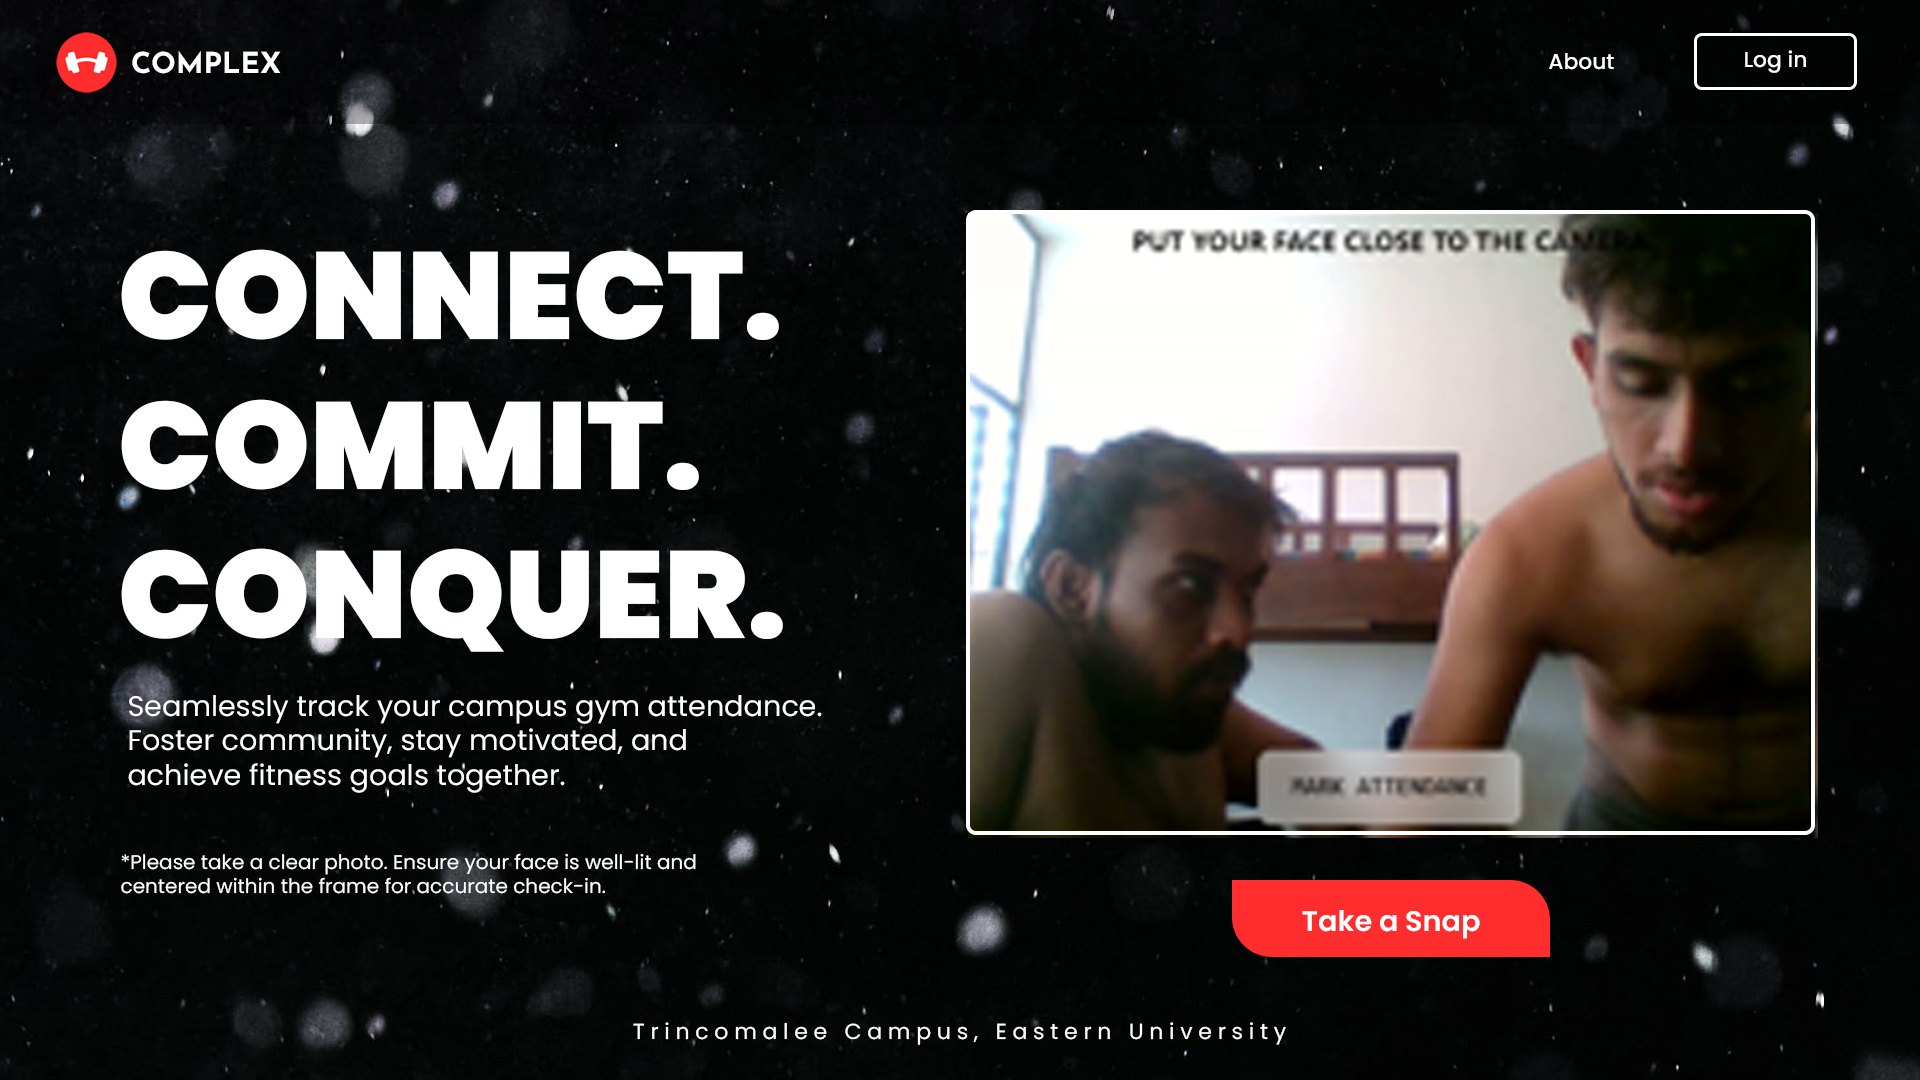 COMPLEX
About
Log in
CONNECT.
COMMIT.
CONQUER.
Seamlessly track your campus gym attendance.
Foster community, stay motivated, and
achieve fitness goals together.
*Please take a clear photo. Ensure your face is well-lit and
centered within the frame for accurate check-in.
PUT YOUR FACE CLOSE TO THE CAMERA
MARK ATTENDANCE
Take a Snap
Trincomalee Campus, Eastern University